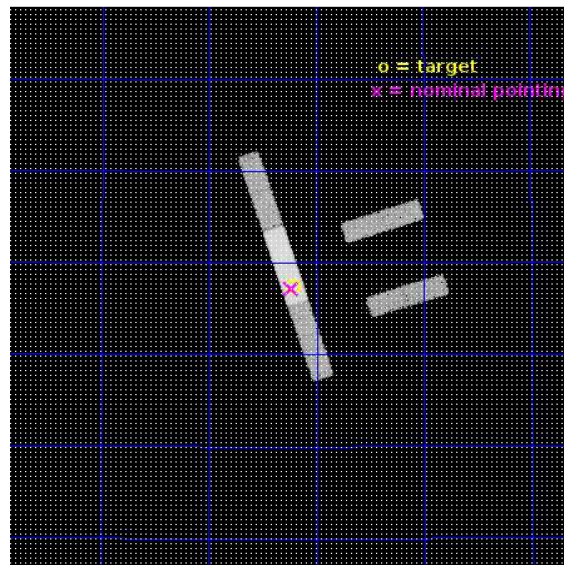 o = target
x = nominal pointing